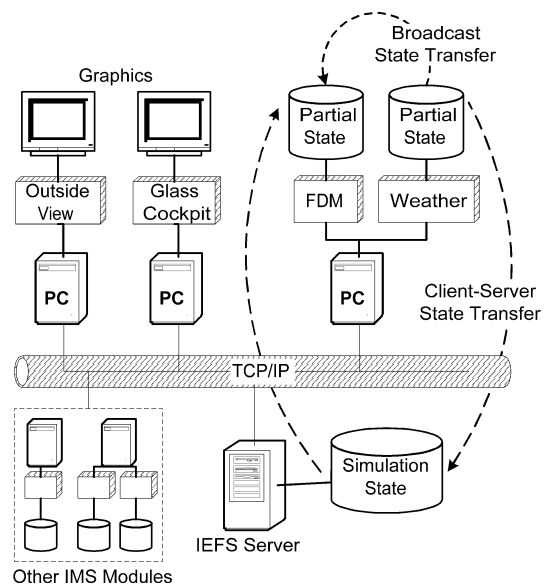 Broadcast
State Transfer
Graphics
Partial
State
Partial
State
Outside
View
Glass
Cockpit
FDM
Weather
PC
PC
PC
Client-Server
State Transfer
TCP/IP
Simulation
State
IEFS Server
Other IMS Modules